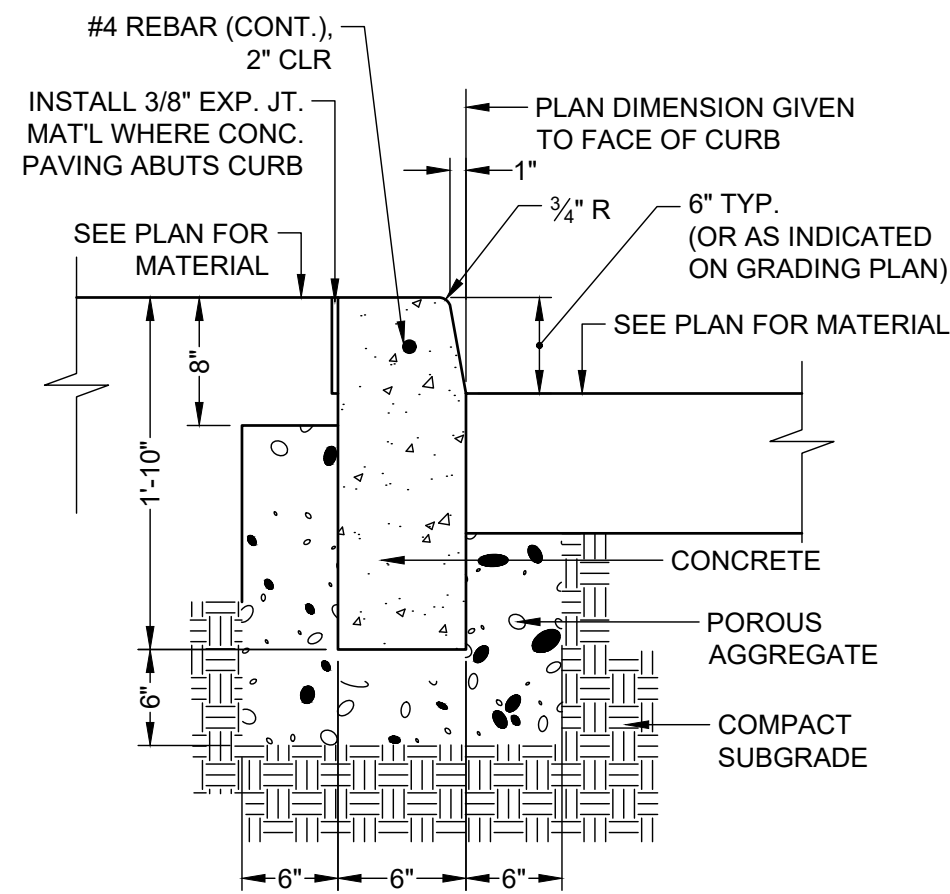 #4 REBAR (CONT.),
2" CLR
INSTALL 3/8" EXP. JT.
MAT'L WHERE CONC.
PAVING ABUTS CURB
PLAN DIMENSION GIVEN
TO FACE OF CURB
1"
¾" R
6" TYP.
(OR AS INDICATED
ON GRADING PLAN)
SEE PLAN FOR
MATERIAL
SEE PLAN FOR MATERIAL
8"
1'-10"
CONCRETE
POROUS
AGGREGATE
6"
COMPACT
SUBGRADE
6"
6"
6"